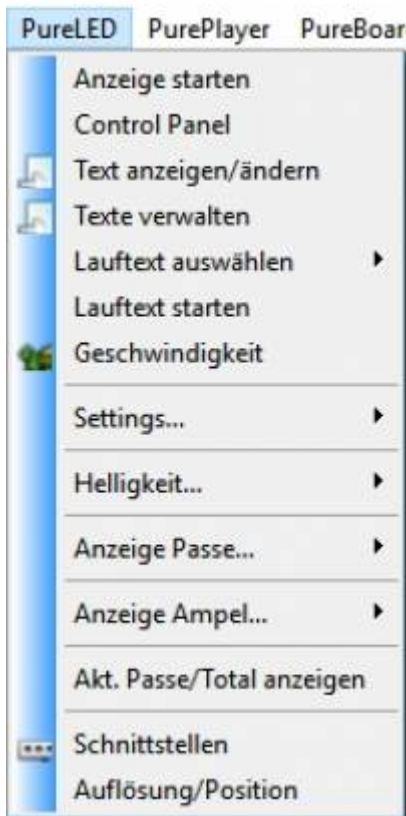 PureLED PurePlayer PureBoar
Anzeige starten
Control Panel
Text anzeigen/ändern
Texte verwalten
Lauftext auswählen
Lauftext starten
Geschwindigkeit
Settings...
Helligkeit...
Anzeige Passe...
Anzeige Ampel...
Akt. Passe/Total anzeigen
Schnittstellen
Auflösung/Position